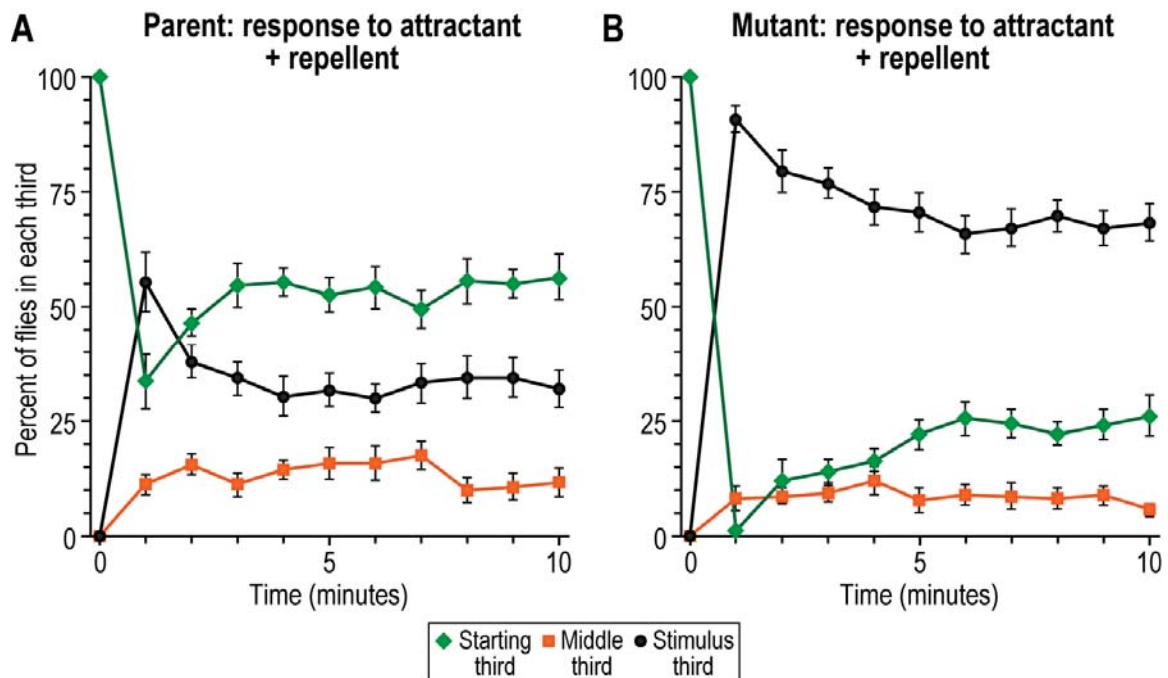 A
Parent: response to attractant
+ repellent
B
Mutant: response to attractant
+ repellent
Percent of flies in each third
100
75
50
25
0
0
5
10
Time (minutes)
100
75
50
25
0
0
5
10
Time (minutes)
Starting
third
Middle
third
Stimulus
third